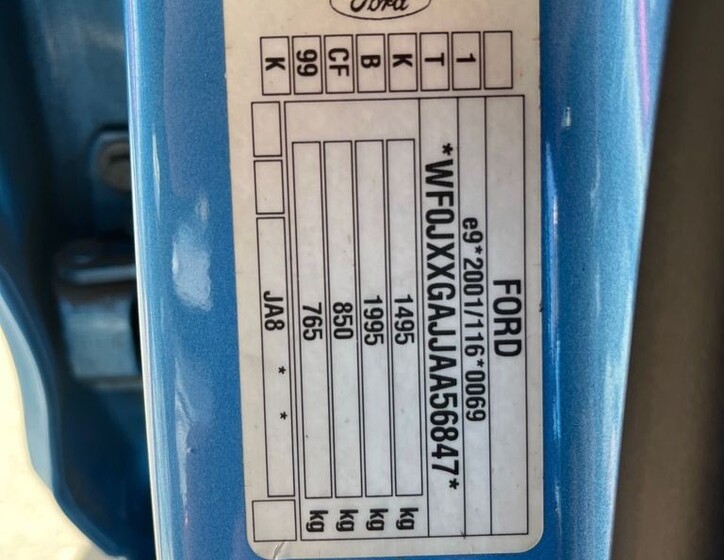 Ford
1 T K B CF 99 K
FORD
e9*2001/116*0069
*WF0JXXGAJJAA56847*
1495 kg
1995 kg
850 kg
765 kg
JA8 * *